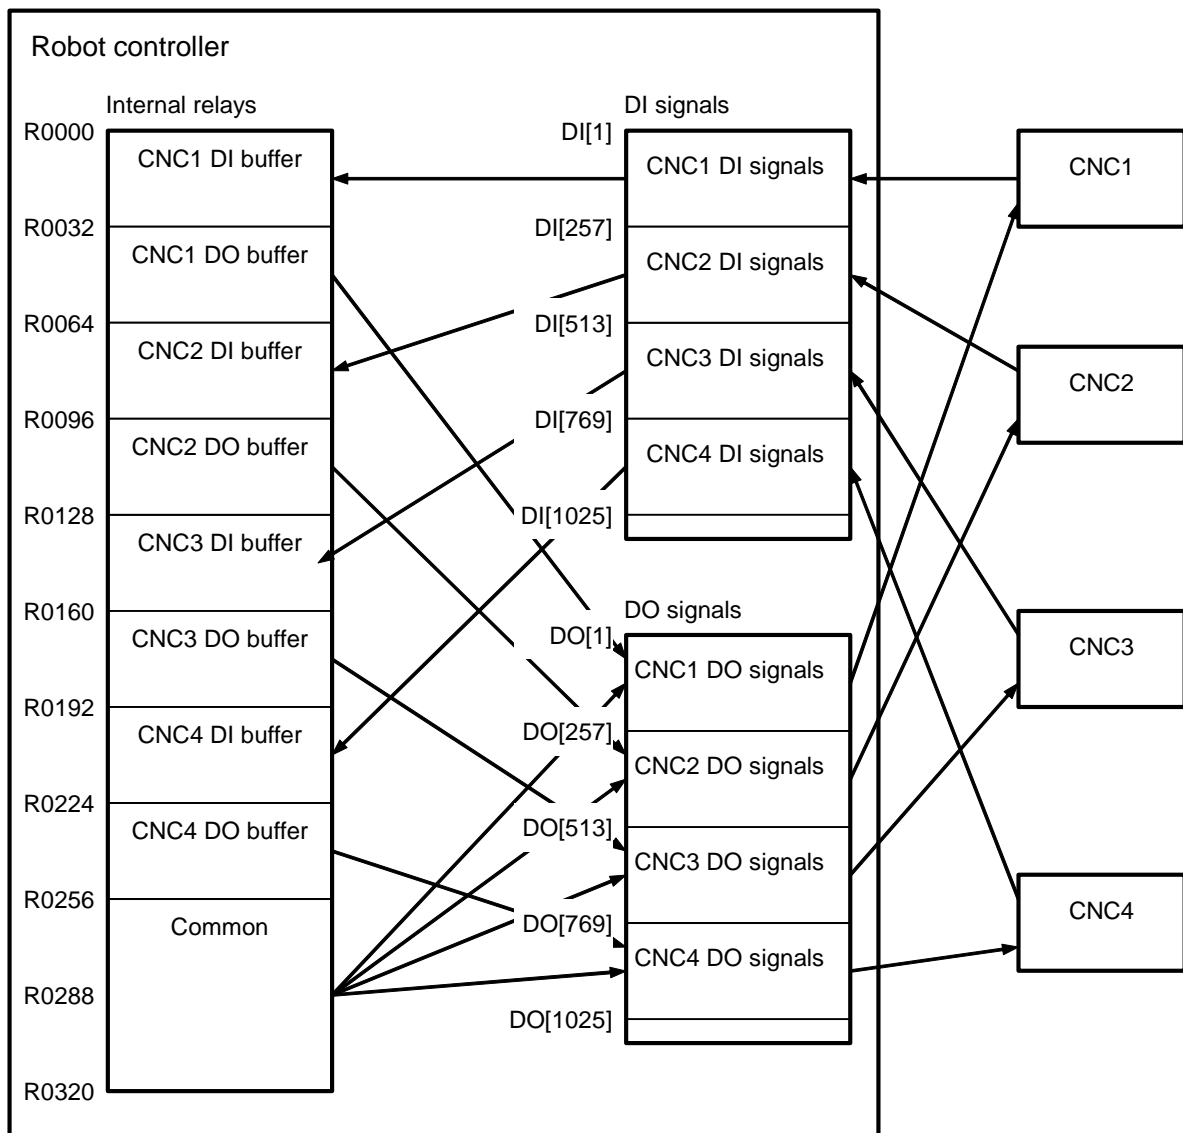 Robot controller
Internal relays
DI signals
R0000
DI[1]
CNC1 DI buffer
CNC1 DI signals
CNC1
R0032
DI[257]
CNC1 DO buffer
CNC2 DI signals
R0064
DI[513]
CNC2 DI buffer
CNC3 DI signals
CNC2
R0096
DI[769]
CNC2 DO buffer
CNC4 DI signals
R0128
DI[1025]
CNC3 DI buffer
R0160
DO signals
DO[1]
CNC3 DO buffer
CNC1 DO signals
CNC3
R0192
DO[257]
CNC4 DI buffer
CNC2 DO signals
R0224
DO[513]
CNC4 DO buffer
CNC3 DO signals
R0256
DO[769]
Common
CNC4 DO signals
CNC4
R0288
DO[1025]
R0320